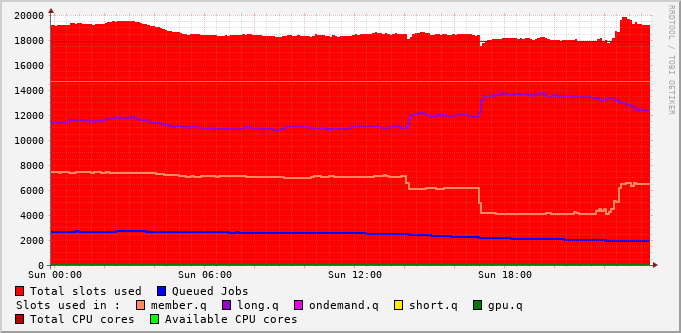 20000
18000
16000
14000
12000
10000
8000
6000
4000
2000
0
Sun 00:00 Sun 06:00 Sun 12:00 Sun 18:00
RRDTOOL / TOBI OETIKER
Total slots used Queued Jobs
Slots used in : member.q long.q ondemand.q short.q gpu.q
Total CPU cores Available CPU cores